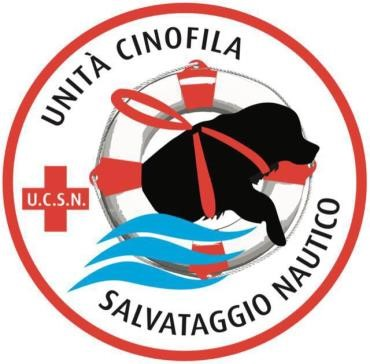 UNITÀ CINOFILA
U.C.S.N.
SALVATAGGIO NAUTICO